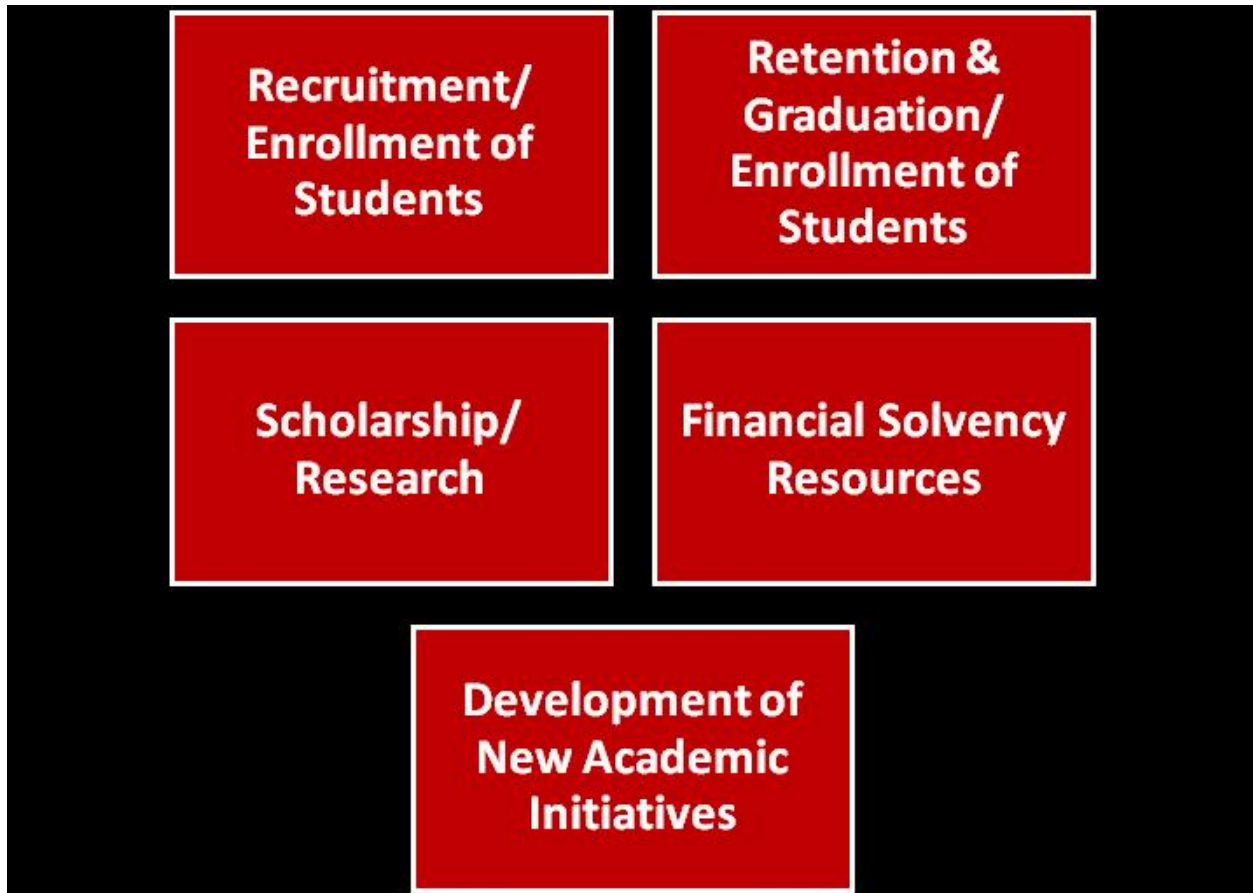 Recruitment/
Enrollment of
Students
Retention &
Graduation/
Enrollment of
Students
Scholarship/
Research
Financial Solvency
Resources
Development of
New Academic
Initiatives